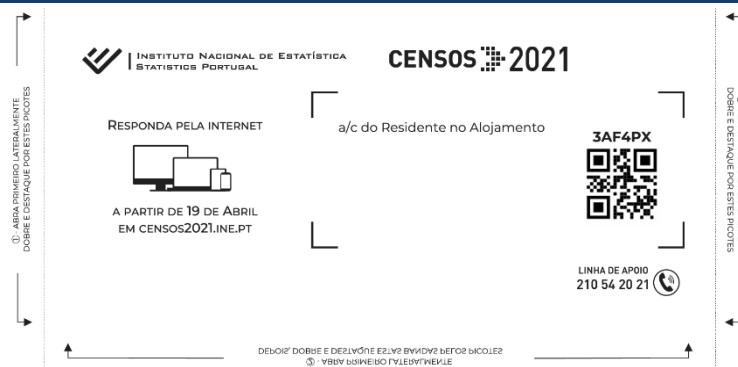 INSTITUTO NACIONAL DE ESTATÍSTICA
STATISTICS PORTUGAL
CENSOS 2021
RESPONDA PELA INTERNET
A PARTIR DE 19 DE ABRIL
EM CENSOS2021.INE.PT
a/c do Residente no Alojamento
3AF4PX
LINHA DE APOIO
210 54 20 21
① - ABRA PRIMEIRO LATERALMENTE
DOBRE E DESTAQUE POR ESTES PICOTES
DOBRE E DESTAQUE POR ESTES PICOTES
② - ABRA PRIMEIRO LATERALMENTE
DEPOIS, DOBRE E DESTAQUE ESTAS BANDAS PELOS PICOTES